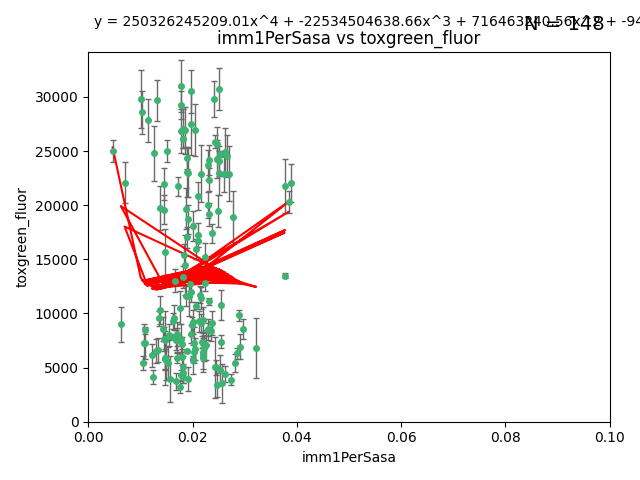 y = 250326245209.01x^4 + -22534504638.66x^3 + 716463240.56x^2 + -94
N = 148
imm1PerSasa vs toxgreen_fluor
30000
25000
20000
15000
10000
5000
0
toxgreen_fluor
0.00 0.02 0.04 0.06 0.08 0.10
imm1PerSasa